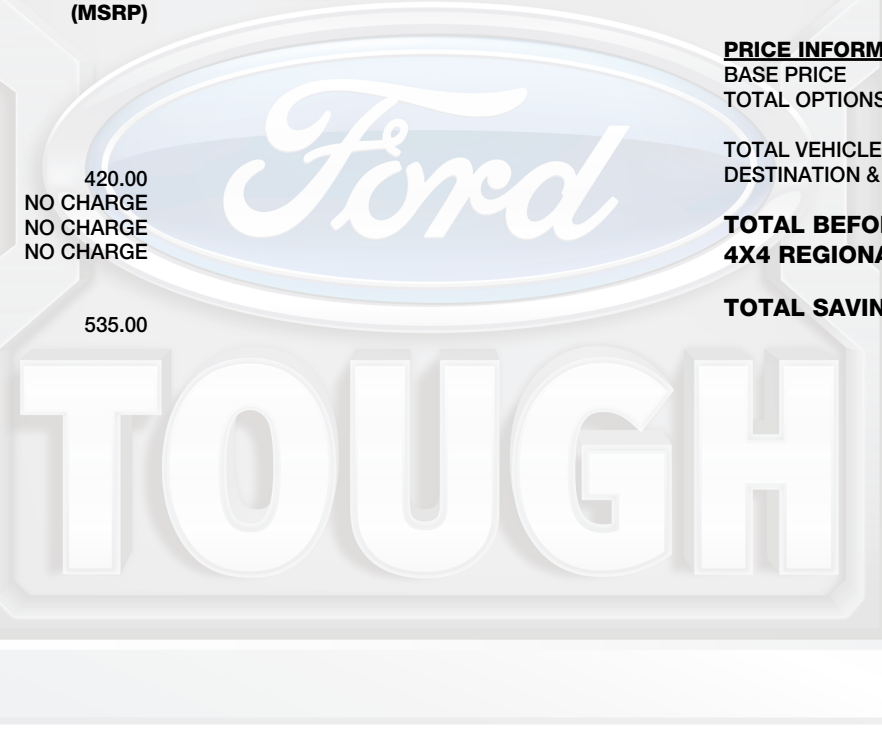 (MSRP)
420.00
NO CHARGE
NO CHARGE
NO CHARGE
535.00
PRICE INFORM
BASE PRICE
TOTAL OPTIONS
TOTAL VEHICLE
DESTINATION &
TOTAL BEFO
4X4 REGIONA
TOTAL SAVIN
Ford
TOUGH